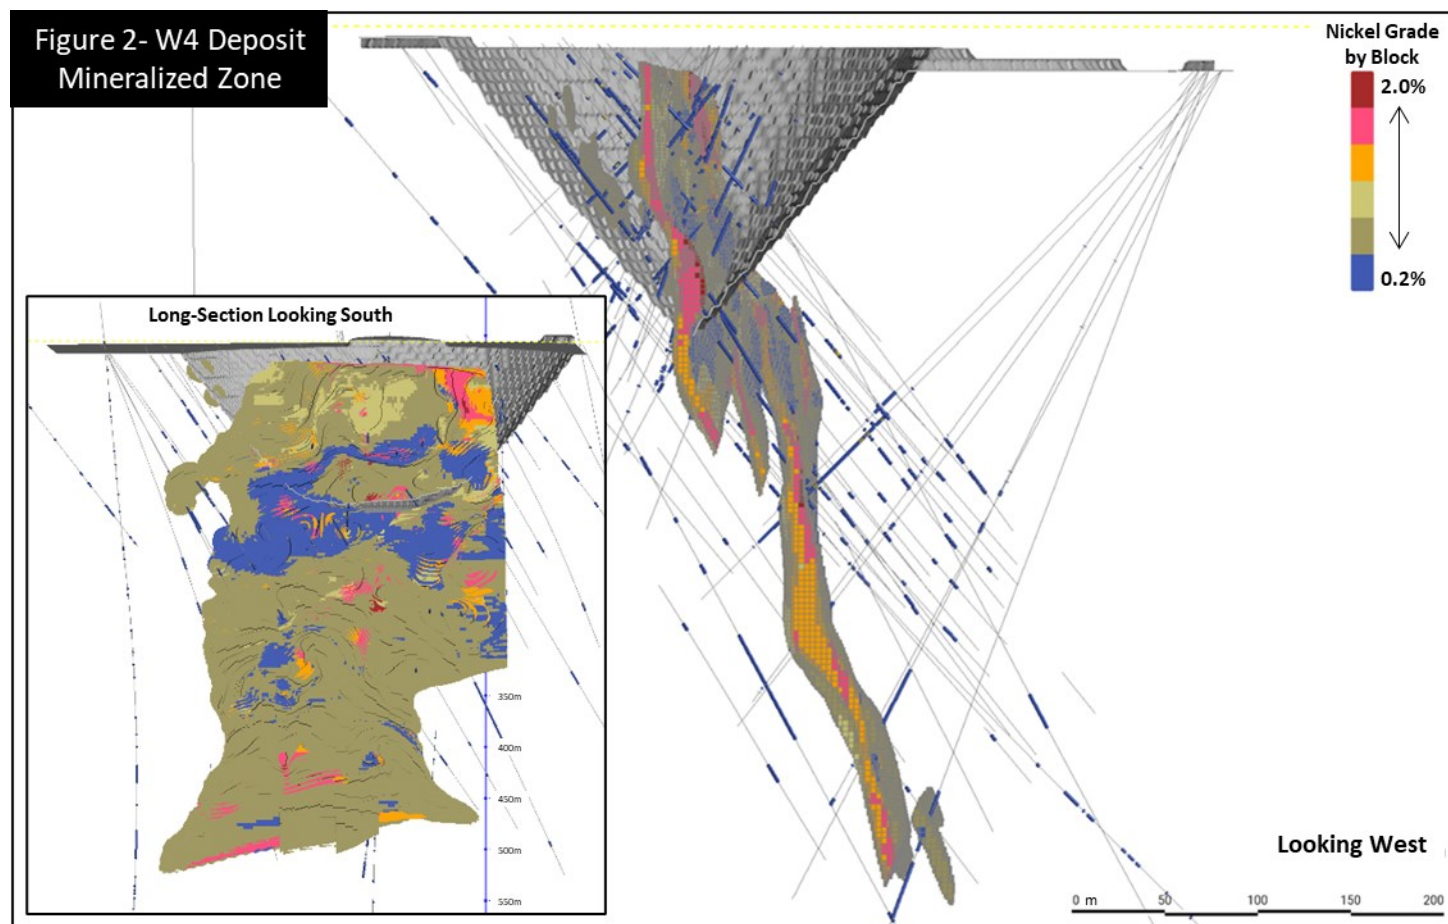 Figure 2- W4 Deposit
Mineralized Zone
Nickel Grade
by Block
2.0%
0.2%
Long-Section Looking South
350m
400m
450m
500m
550m
Looking West
0 m 50 100 150 200